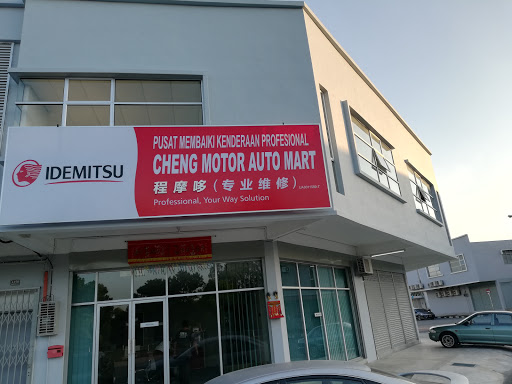 IDEMITSU
PUSAT MEMBAIKI KENDERAAN PROFESIONAL
CHENG MOTOR AUTO MART
程摩哆(专业维修)
Professional, Your Way Solution